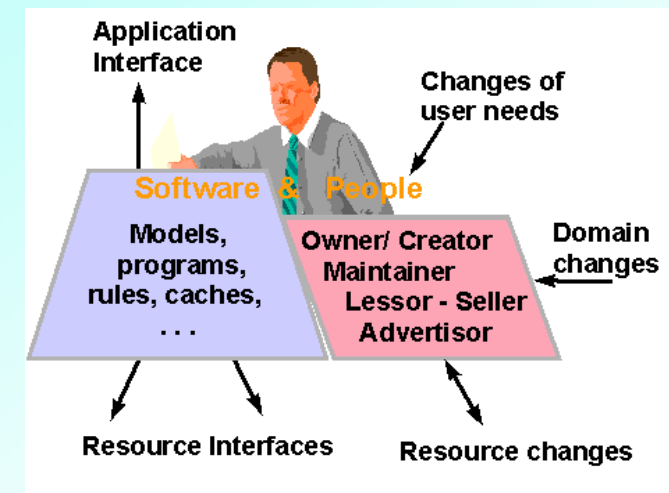 Application
Interface
Changes of
user needs
Software & People
Models,
programs,
rules, caches,
. . .
Owner/ Creator
Maintainer
Lessor - Seller
Advertisor
Domain
changes
Resource Interfaces
Resource changes